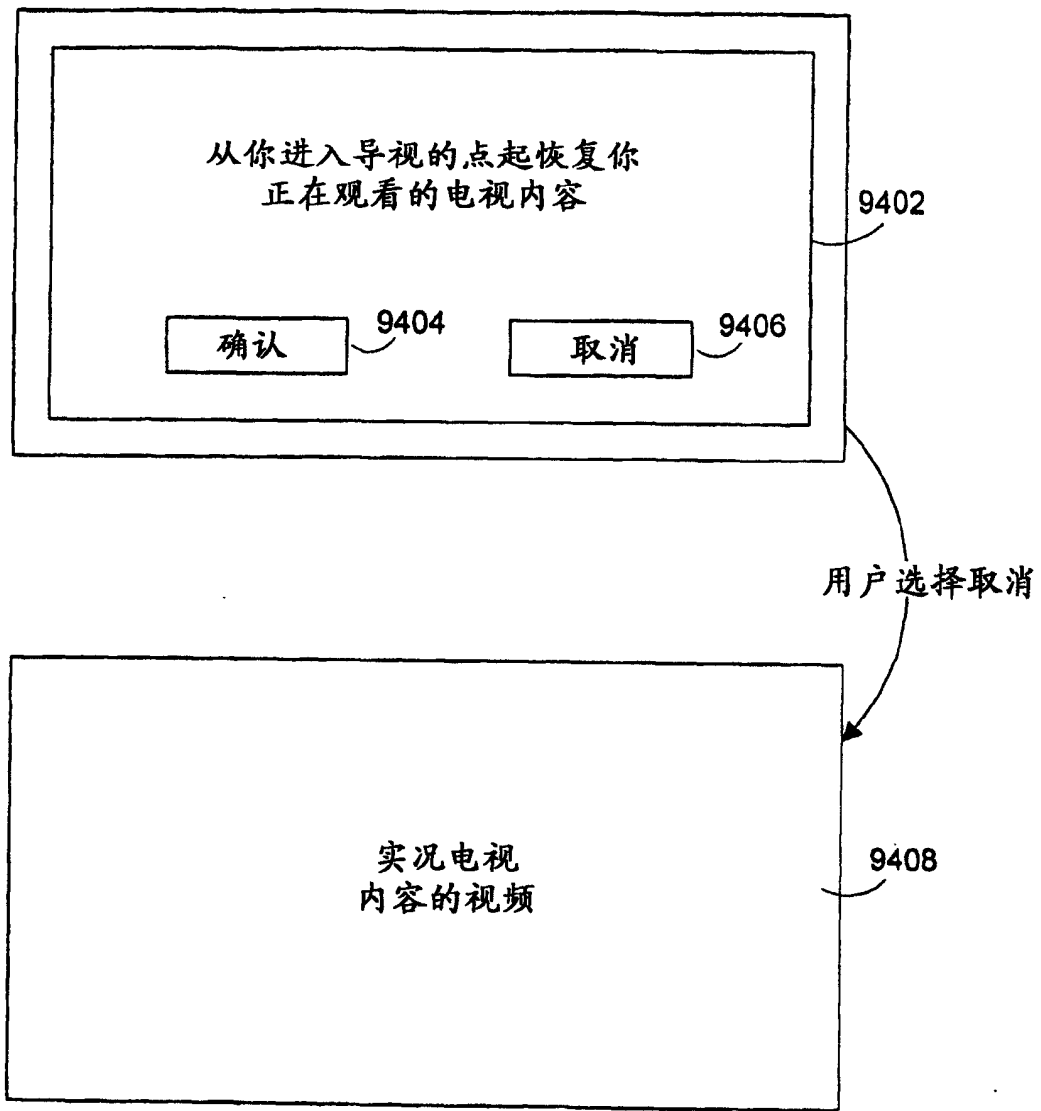 从你进入导视的点起恢复你
正在观看的电视内容
9402
确认
9404
取消
9406
用户选择取消
实况电视
内容的视频
9408